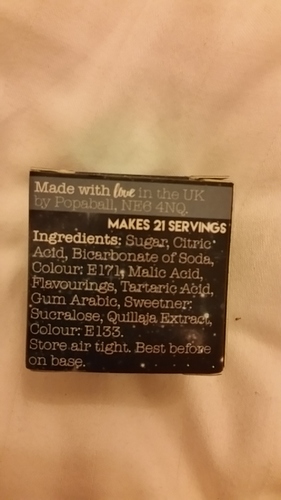 Made with love in the UK
by Popaball, NE6 4NQ.
MAKES 21 SERVINGS
Ingredients: Sugar, Citric
Acid, Bicarbonate of Soda,
Colour: E171, Malic Acid,
Flavourings, Tartaric Acid,
Gum Arabic, Sweetner:
Sucralose, Quillaja Extract,
Colour: E133.
Store air tight. Best before
on base.